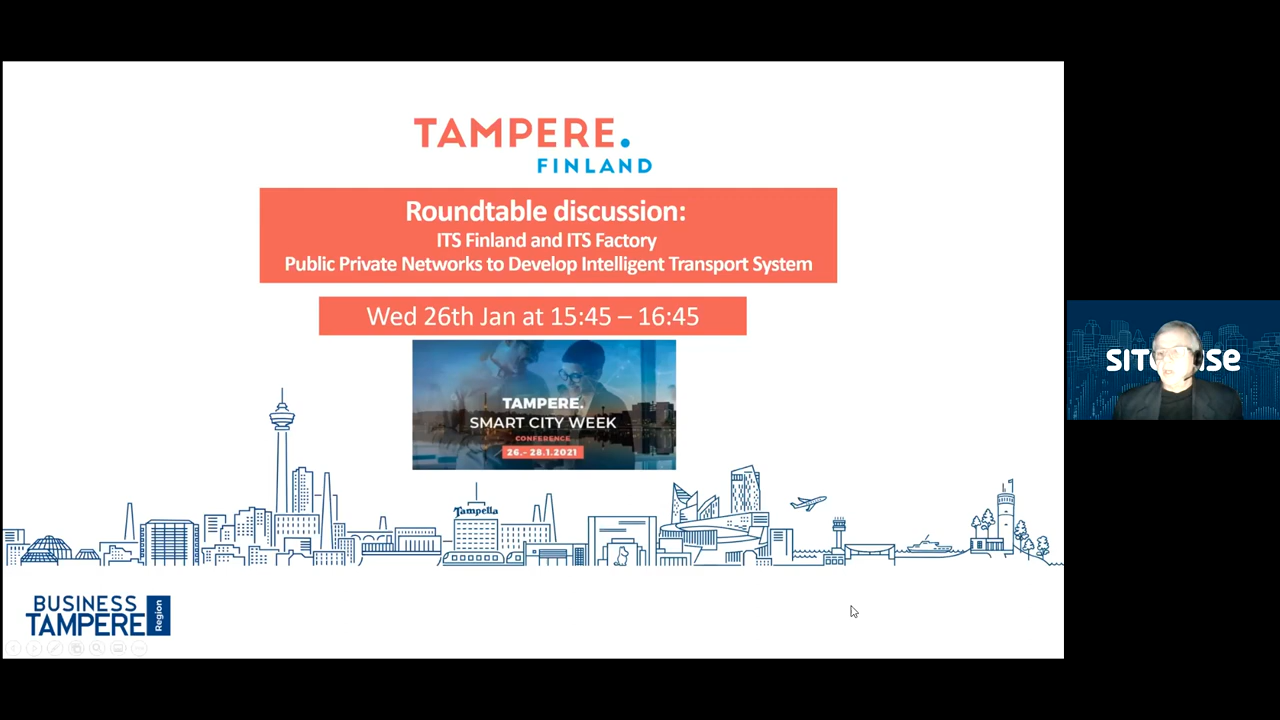 TAMPERE.
FINLAND
Roundtable discussion:
ITS Finland and ITS Factory
Public Private Networks to Develop Intelligent Transport System
Wed 26th Jan at 15:45 – 16:45
TAMPERE.
SMART CITY WEEK
CONFERENCE
26.– 28.1.2021
Tampella
BUSINESS
TAMPERE
Region